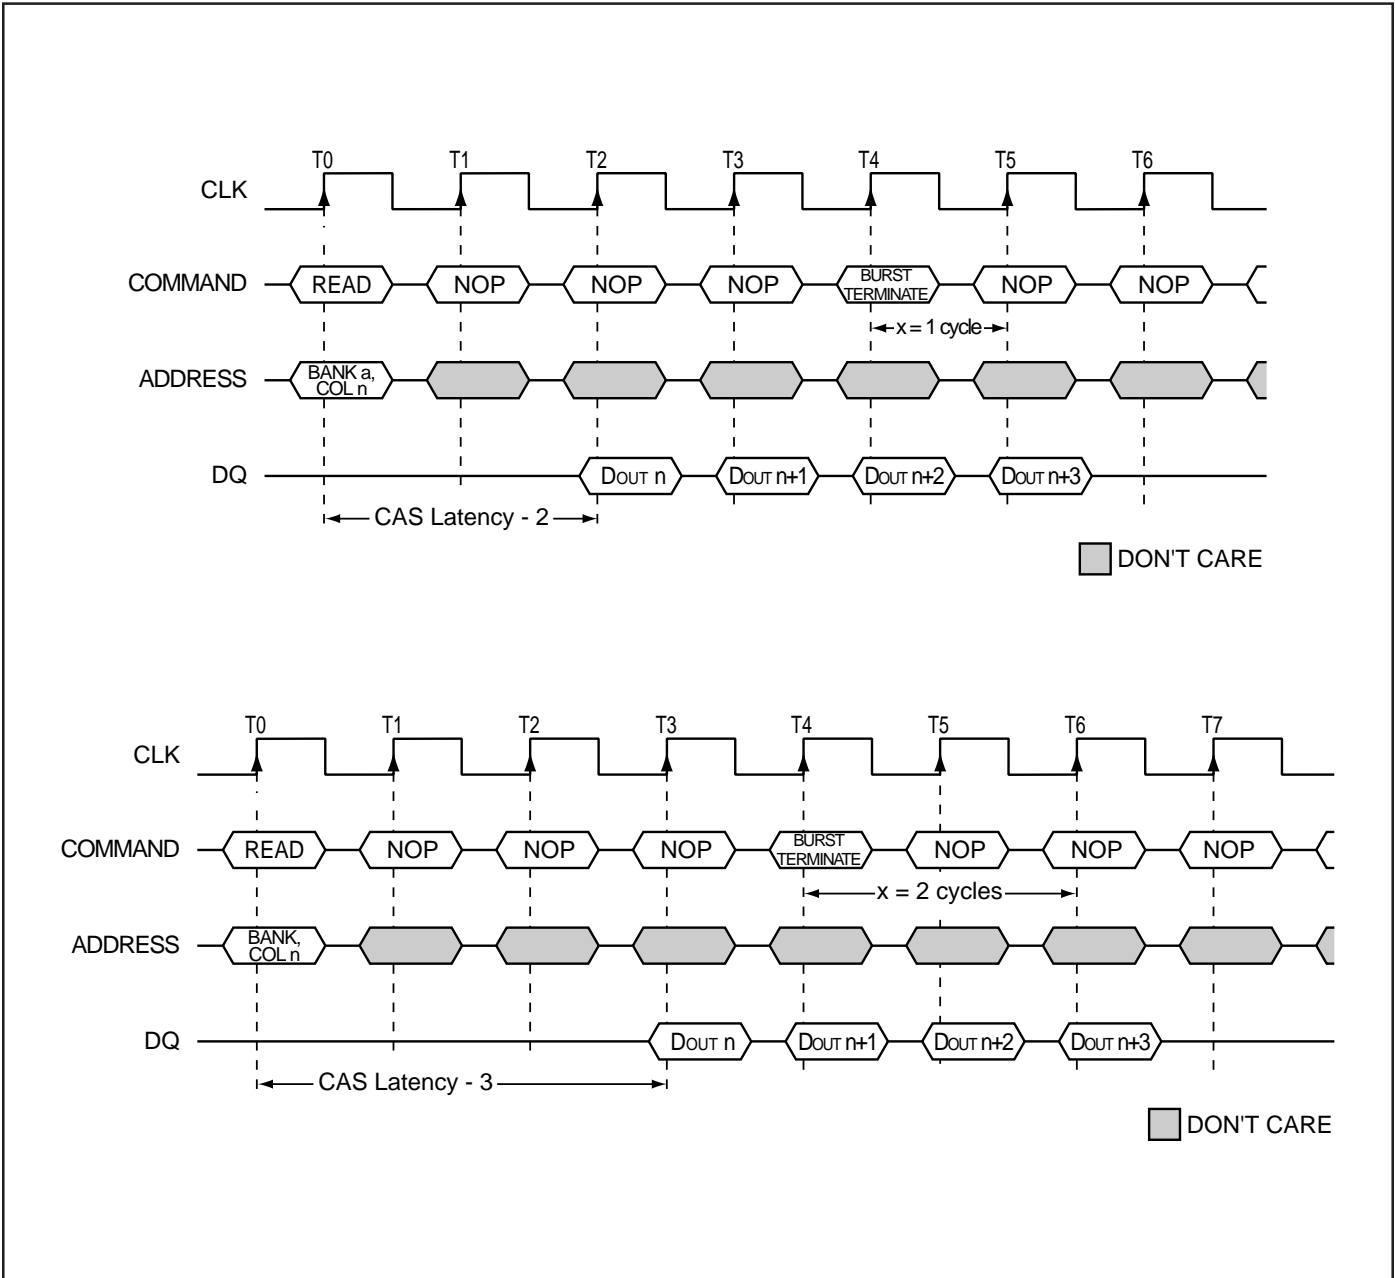 T0 T1 T2 T3 T4 T5 T6
CLK
COMMAND READ NOP NOP NOP BURST TERMINATE NOP NOP
x = 1 cycle
ADDRESS BANK a, COL n
DQ DOUT n DOUT n+1 DOUT n+2 DOUT n+3
CAS Latency - 2
DON'T CARE
T0 T1 T2 T3 T4 T5 T6 T7
CLK
COMMAND READ NOP NOP NOP BURST TERMINATE NOP NOP NOP
x = 2 cycles
ADDRESS BANK, COL n
DQ DOUT n DOUT n+1 DOUT n+2 DOUT n+3
CAS Latency - 3
DON'T CARE